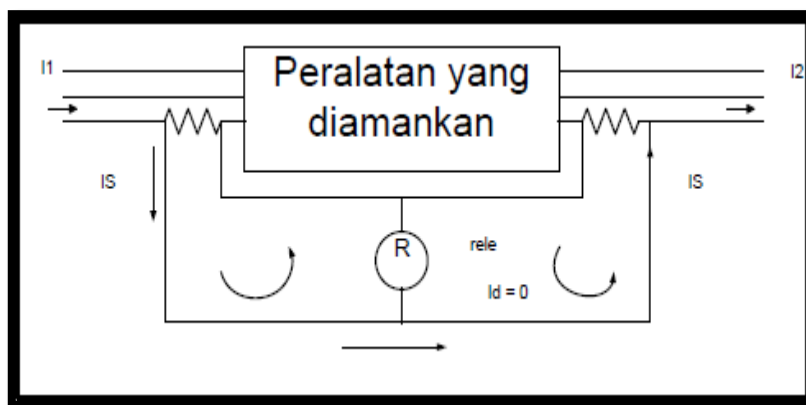 I1
Peralatan yang
diamankan
I2
IS
IS
R
rele
Id = 0